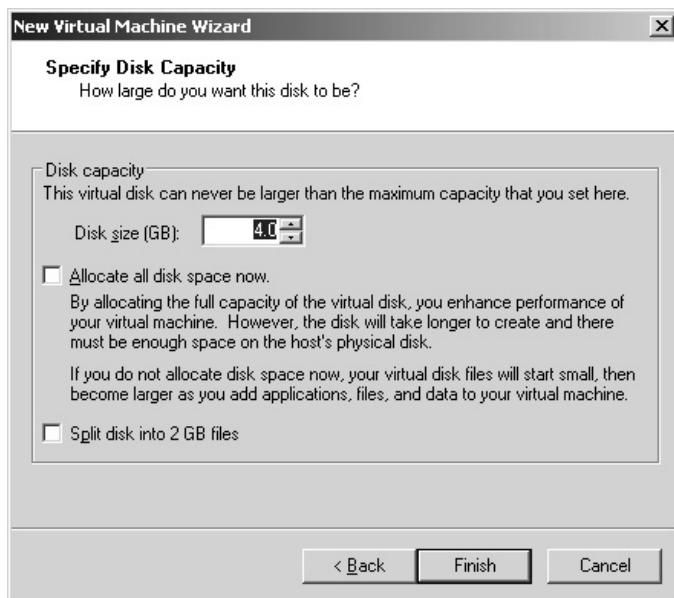 New Virtual Machine Wizard
Specify Disk Capacity
How large do you want this disk to be?
Disk capacity
This virtual disk can never be larger than the maximum capacity that you set here.
Disk size (GB): 4.0
Allocate all disk space now.
By allocating the full capacity of the virtual disk, you enhance performance of
your virtual machine. However, the disk will take longer to create and there
must be enough space on the host's physical disk.
If you do not allocate disk space now, your virtual disk files will start small, then
become larger as you add applications, files, and data to your virtual machine.
Split disk into 2 GB files
< Back Finish Cancel